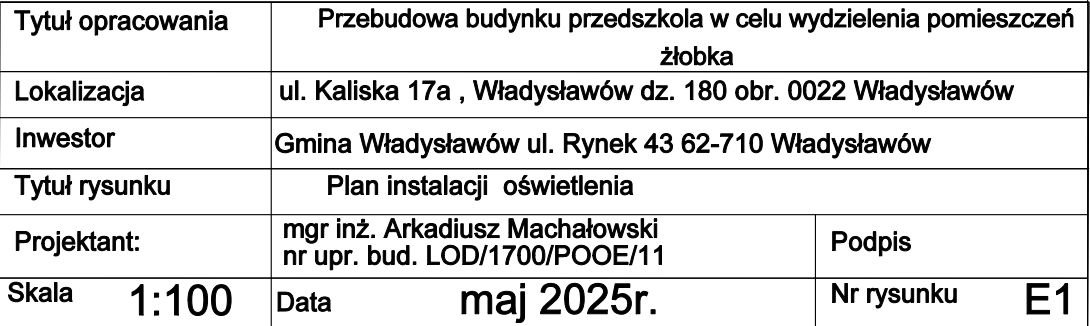 Tytuł opracowania Przebudowa budynku przedszkola w celu wydzielenia pomieszczeń
żłobka
Lokalizacja ul. Kaliska 17a , Władysławów dz. 180 obr. 0022 Władysławów
Inwestor Gmina Władysławów ul. Rynek 43 62-710 Władysławów
Tytuł rysunku Plan instalacji oświetlenia
Projektant: mgr inż. Arkadiusz Machałowski
nr upr. bud. LOD/1700/POOE/11 Podpis
Skala 1:100 Data maj 2025r. Nr rysunku E1